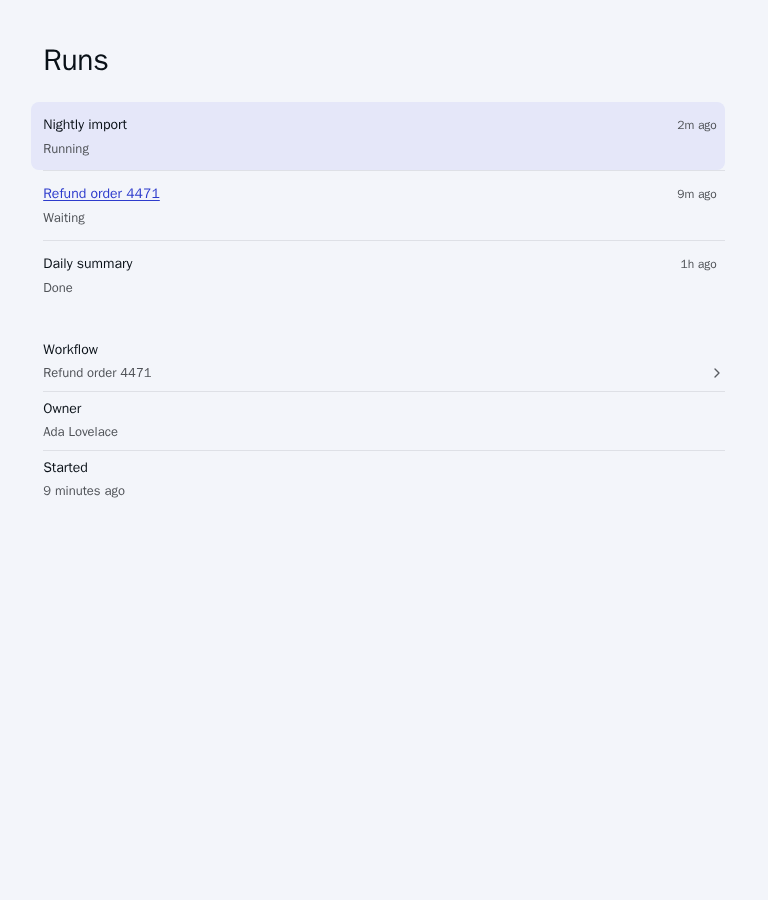 Runs
Nightly import
2m ago
Running
Refund order 4471
9m ago
Waiting
Daily summary
1h ago
Done
Workflow
Refund order 4471
Owner
Ada Lovelace
Started
9 minutes ago